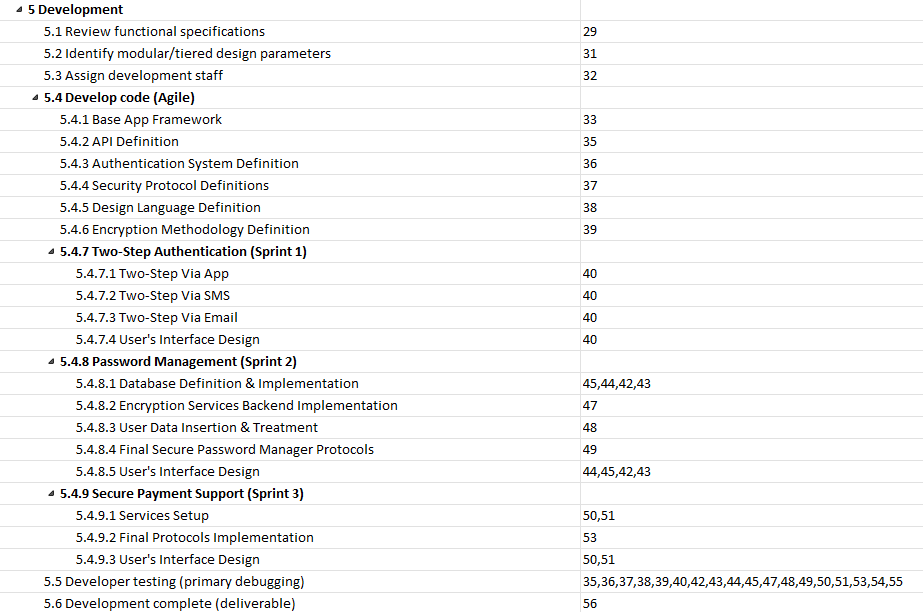 5 Development
5.1 Review functional specifications 29
5.2 Identify modular/tiered design parameters 31
5.3 Assign development staff 32
5.4 Develop code (Agile)
5.4.1 Base App Framework 33
5.4.2 API Definition 35
5.4.3 Authentication System Definition 36
5.4.4 Security Protocol Definitions 37
5.4.5 Design Language Definition 38
5.4.6 Encryption Methodology Definition 39
5.4.7 Two-Step Authentication (Sprint 1)
5.4.7.1 Two-Step Via App 40
5.4.7.2 Two-Step Via SMS 40
5.4.7.3 Two-Step Via Email 40
5.4.7.4 User's Interface Design 40
5.4.8 Password Management (Sprint 2)
5.4.8.1 Database Definition & Implementation 45,44,42,43
5.4.8.2 Encryption Services Backend Implementation 47
5.4.8.3 User Data Insertion & Treatment 48
5.4.8.4 Final Secure Password Manager Protocols 49
5.4.8.5 User's Interface Design 44,45,42,43
5.4.9 Secure Payment Support (Sprint 3)
5.4.9.1 Services Setup 50,51
5.4.9.2 Final Protocols Implementation 53
5.4.9.3 User's Interface Design 50,51
5.5 Developer testing (primary debugging) 35,36,37,38,39,40,42,43,44,45,47,48,49,50,51,53,54,55
5.6 Development complete (deliverable) 56